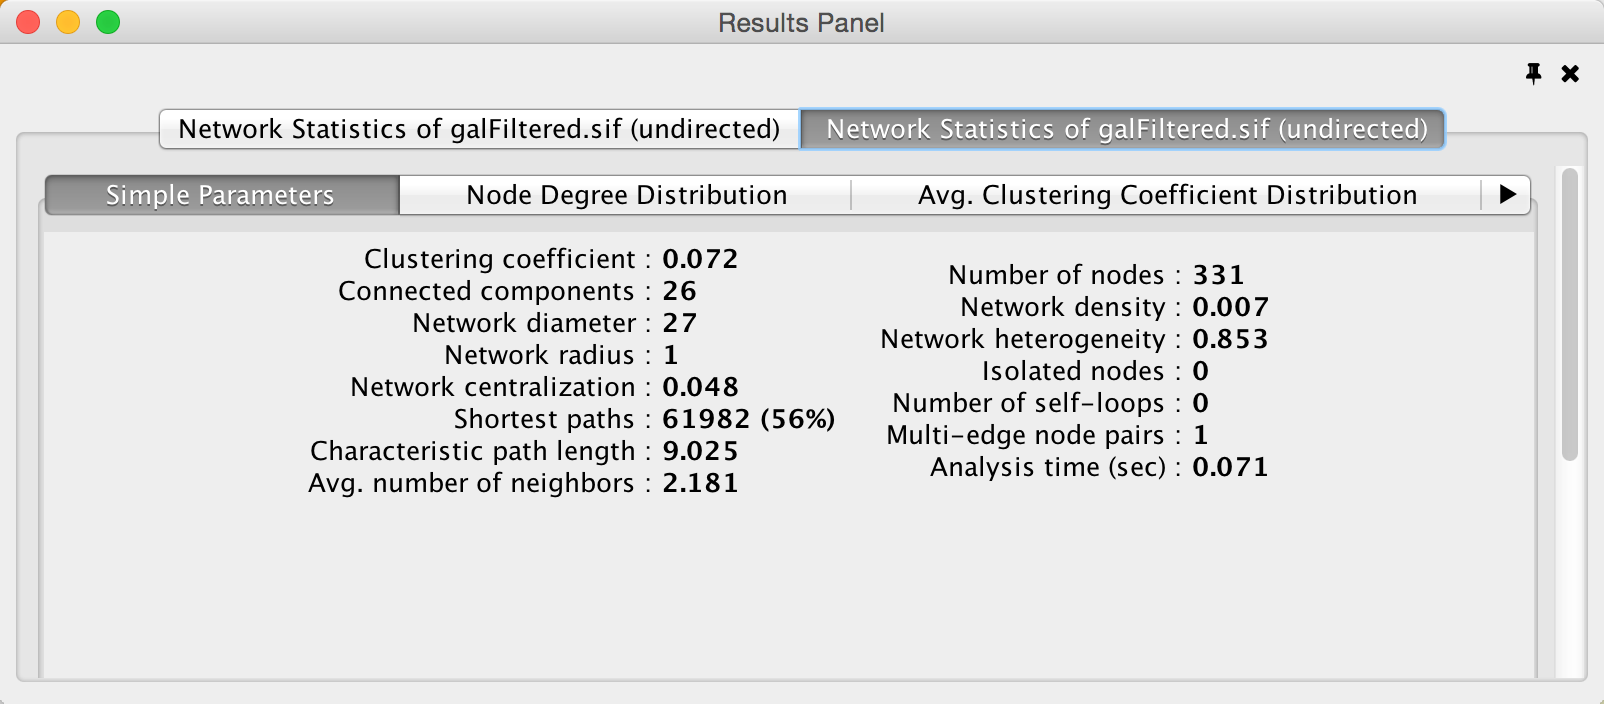 Results Panel
Network Statistics of galFiltered.sif (undirected)
Network Statistics of galFiltered.sif (undirected)
Simple Parameters
Node Degree Distribution
Avg. Clustering Coefficient Distribution
Clustering coefficient : 0.072
Connected components : 26
Network diameter : 27
Network radius : 1
Network centralization : 0.048
Shortest paths : 61982 (56%)
Characteristic path length : 9.025
Avg. number of neighbors : 2.181
Number of nodes : 331
Network density : 0.007
Network heterogeneity : 0.853
Isolated nodes : 0
Number of self-loops : 0
Multi-edge node pairs : 1
Analysis time (sec) : 0.071